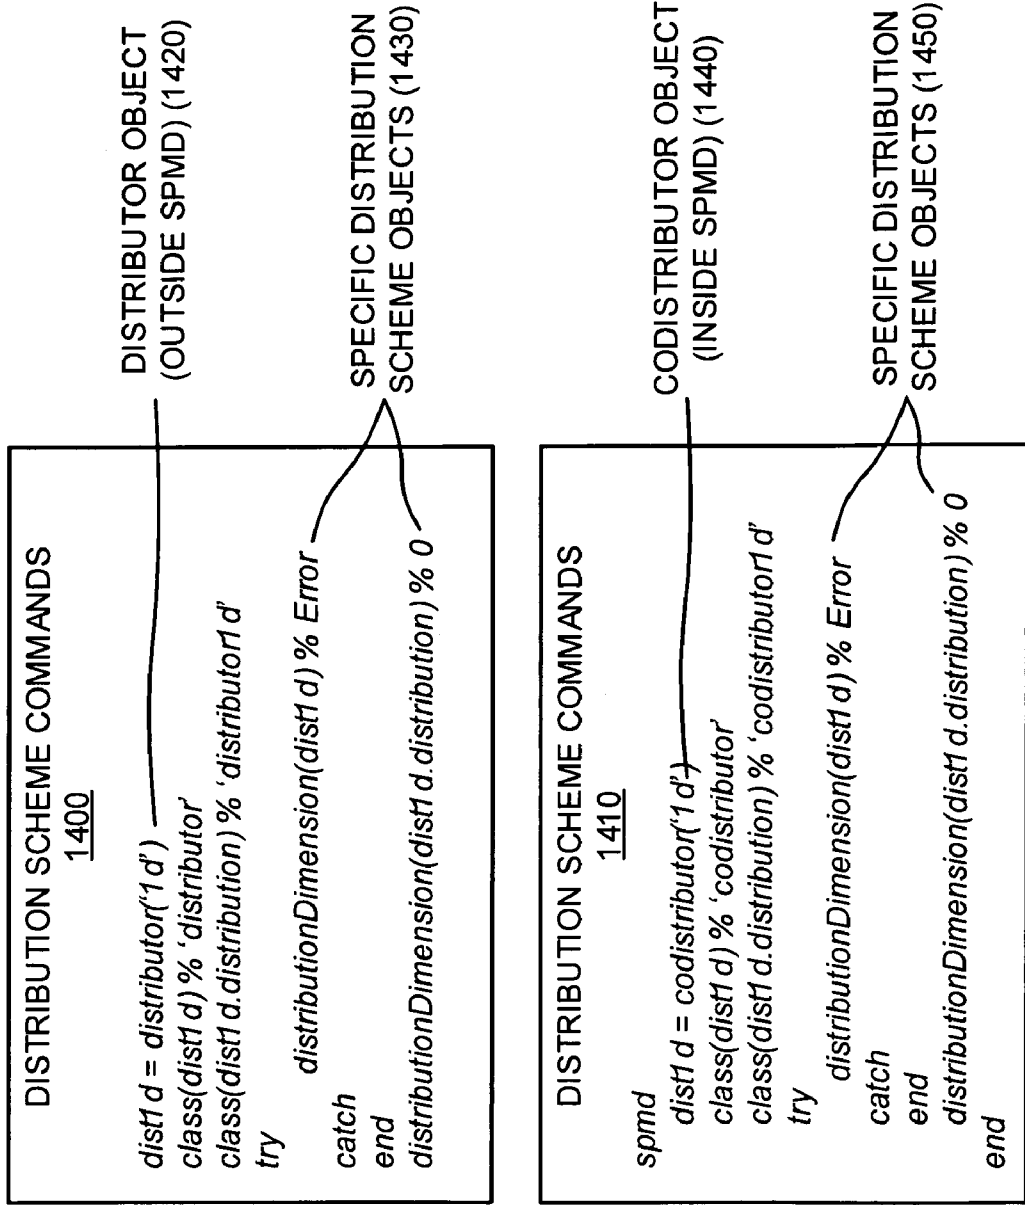 DISTRIBUTION SCHEME COMMANDS
1400
dist1d = distributor('1d')
class(dist1d) % 'distributor'
class(dist1d.distribution) % 'distributor1d'
try
distributionDimension(dist1d) % Error
catch
end
distributionDimension(dist1d.distribution) % 0
DISTRIBUTOR OBJECT
(OUTSIDE SPMD) (1420)
SPECIFIC DISTRIBUTION
SCHEME OBJECTS (1430)
DISTRIBUTION SCHEME COMMANDS
1410
spmd
dist1d = codistributor('1d')
class(dist1d) % 'codistributor'
class(dist1d.distribution) % 'codistributor1d'
try
distributionDimension(dist1d) % Error
catch
end
distributionDimension(dist1d.distribution) % 0
end
CODISTRIBUTOR OBJECT
(INSIDE SPMD) (1440)
SPECIFIC DISTRIBUTION
SCHEME OBJECTS (1450)